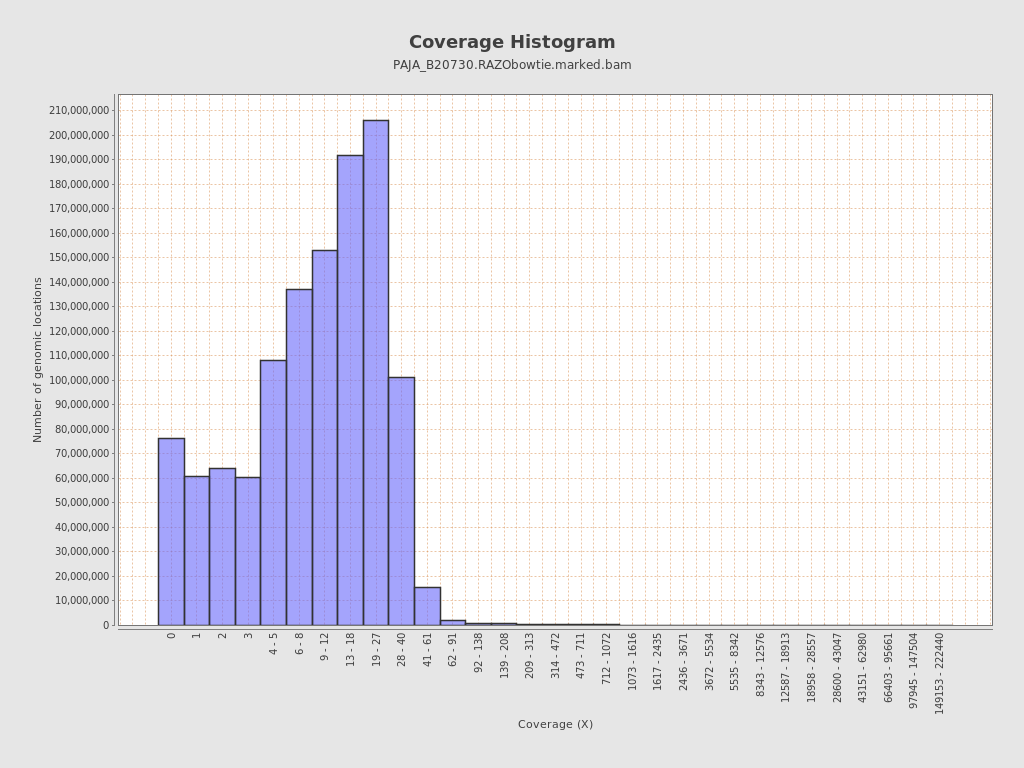 Coverage Histogram
PAJA_B20730.RAZObowtie.marked.bam
Number of genomic locations
210,000,000
200,000,000
190,000,000
180,000,000
170,000,000
160,000,000
150,000,000
140,000,000
130,000,000
120,000,000
110,000,000
100,000,000
90,000,000
80,000,000
70,000,000
60,000,000
50,000,000
40,000,000
30,000,000
20,000,000
10,000,000
0
0
1
2
3
4 - 5
6 - 8
9 - 12
13 - 18
19 - 27
28 - 40
41 - 61
62 - 91
92 - 138
139 - 208
209 - 313
314 - 472
473 - 711
712 - 1072
1073 - 1616
1617 - 2435
2436 - 3671
3672 - 5534
5535 - 8342
8343 - 12576
12587 - 18913
18958 - 28557
28600 - 43047
43151 - 62980
66403 - 95661
97945 - 147504
149153 - 222440
Coverage (X)